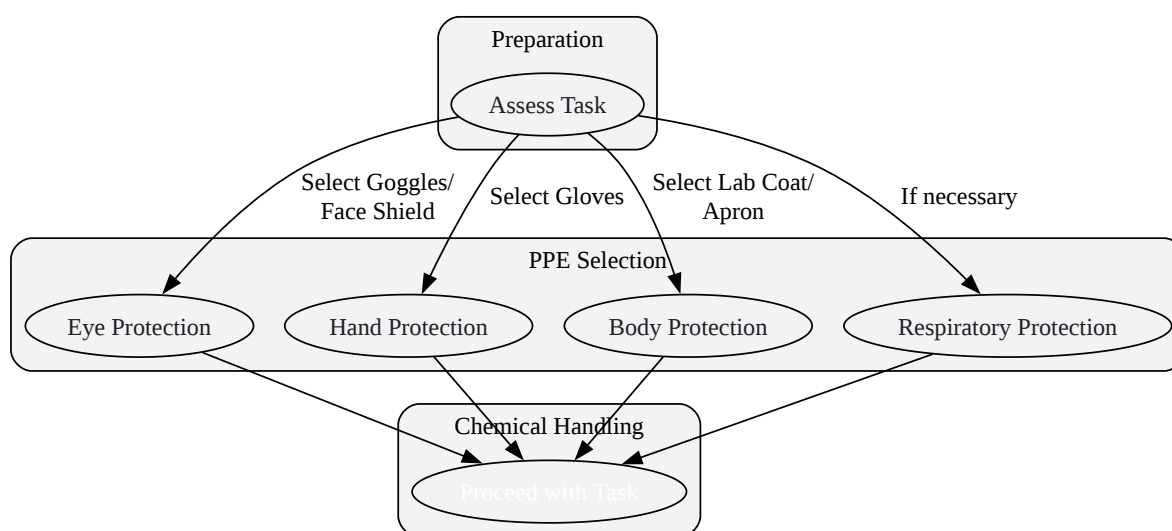 Preparation
Assess Task
Select Goggles/
Face Shield
Select Gloves
Select Lab Coat/
Apron
If necessary
PPE Selection
Eye Protection
Hand Protection
Body Protection
Respiratory Protection
Chemical Handling
Proceed with Task